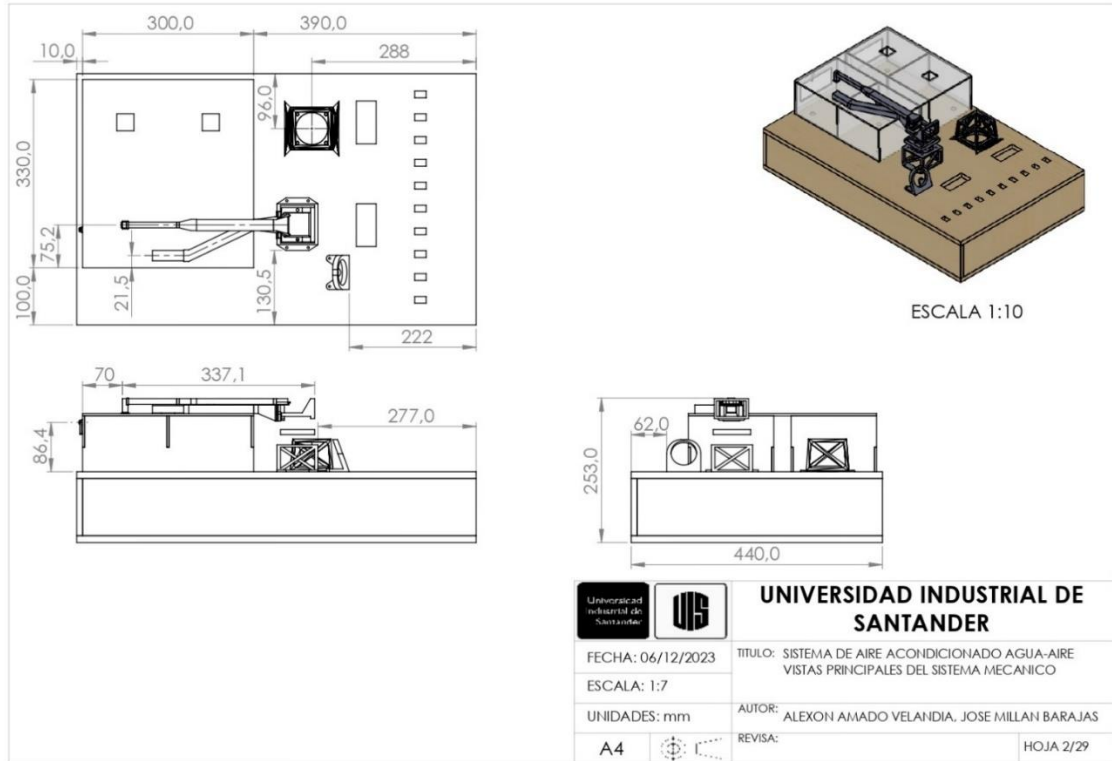 300,0
390,0
10,0
288
96,0
330,0
75,2
21,5
100,0
130,5
222
ESCALA 1:10
70
337,1
277,0
86,4
62,0
253,0
440,0
Universidad
Industrial de
Santander
UIS
UNIVERSIDAD INDUSTRIAL DE
SANTANDER
FECHA: 06/12/2023
TITULO: SISTEMA DE AIRE ACONDICIONADO AGUA-AIRE
VISTAS PRINCIPALES DEL SISTEMA MECANICO
ESCALA: 1:7
UNIDADES: mm
AUTOR: ALEXON AMADO VELANDIA, JOSE MILLAN BARAJAS
A4
REVISA:
HOJA 2/29